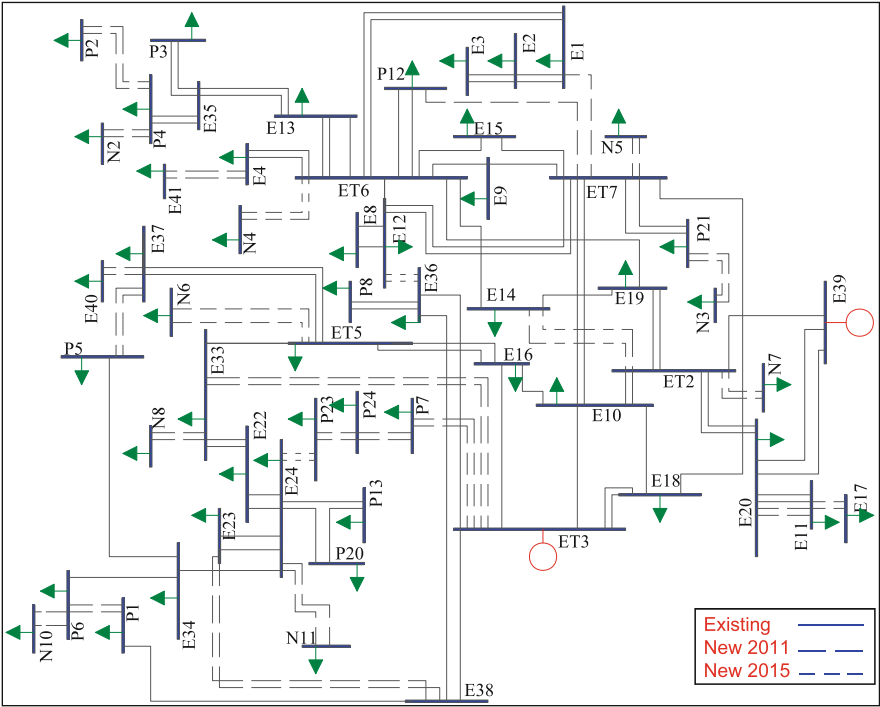 E1
E2
E3
P2
P3
P12
P4
E35
E13
E15
N5
N2
E4
E41
ET6
E9
ET7
E8
E12
N4
P21
E37
E36
P8
E40
N6
E14
E19
N3
E39
ET5
P5
E33
E16
ET2
N7
P23
P24
P7
E10
N8
E22
E24
E18
P13
E20
E11
E17
E23
ET3
P20
P1
P6
N10
E34
N11
E38
Existing
New 2011
New 2015